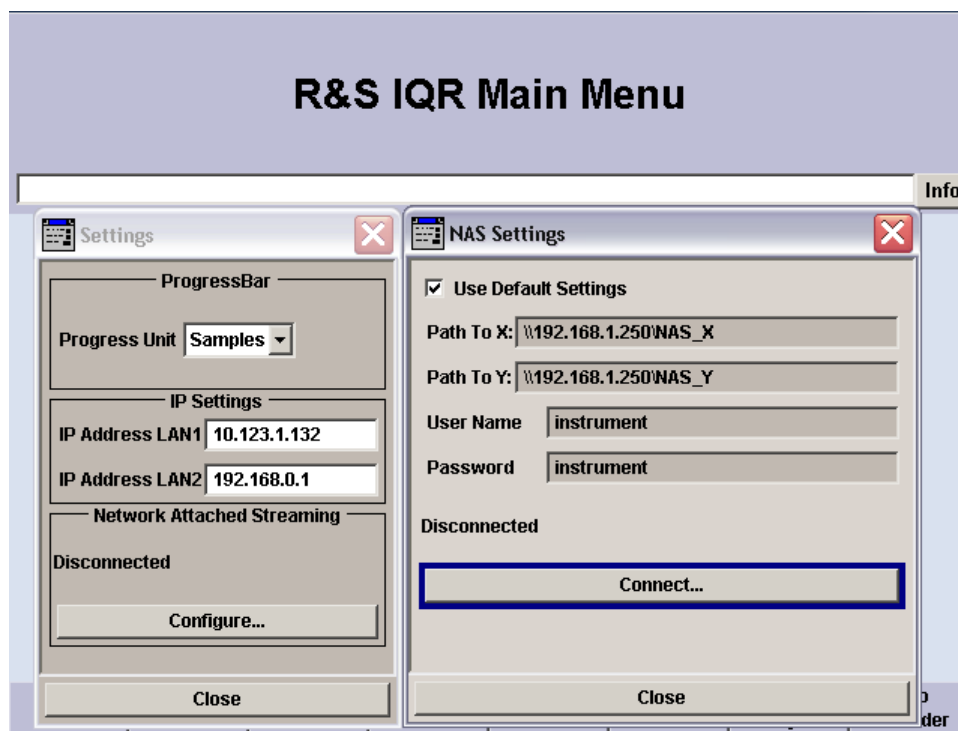 R&S IQR Main Menu
Info
Settings
ProgressBar
Progress Unit Samples
IP Settings
IP Address LAN1 10.123.1.132
IP Address LAN2 192.168.0.1
Network Attached Streaming
Disconnected
Configure...
Close
NAS Settings
Use Default Settings
Path To X: \\192.168.1.250\NAS_X
Path To Y: \\192.168.1.250\NAS_Y
User Name instrument
Password instrument
Disconnected
Connect...
Close